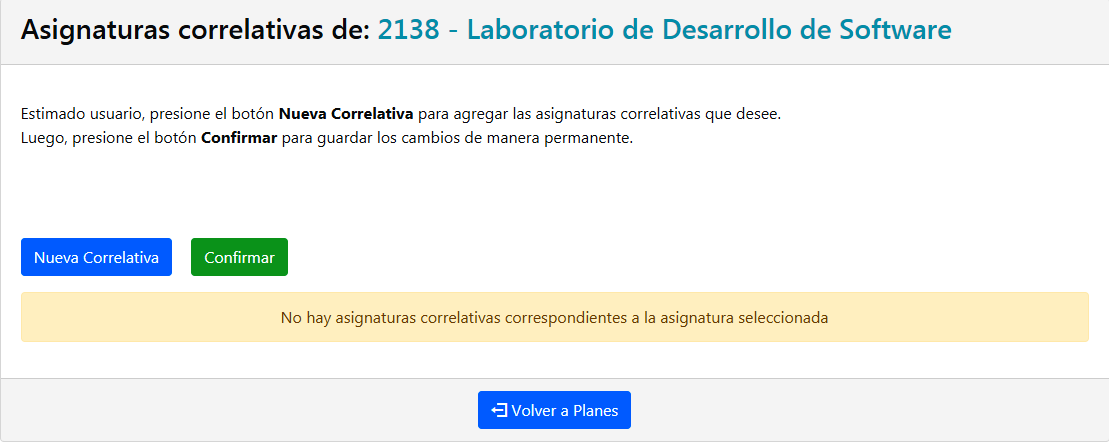 Asignaturas correlativas de: 2138 - Laboratorio de Desarrollo de Software
Estimado usuario, presione el botón Nueva Correlativa para agregar las asignaturas correlativas que desee.
Luego, presione el botón Confirmar para guardar los cambios de manera permanente.
Nueva Correlativa Confirmar
No hay asignaturas correlativas correspondientes a la asignatura seleccionada
Volver a Planes